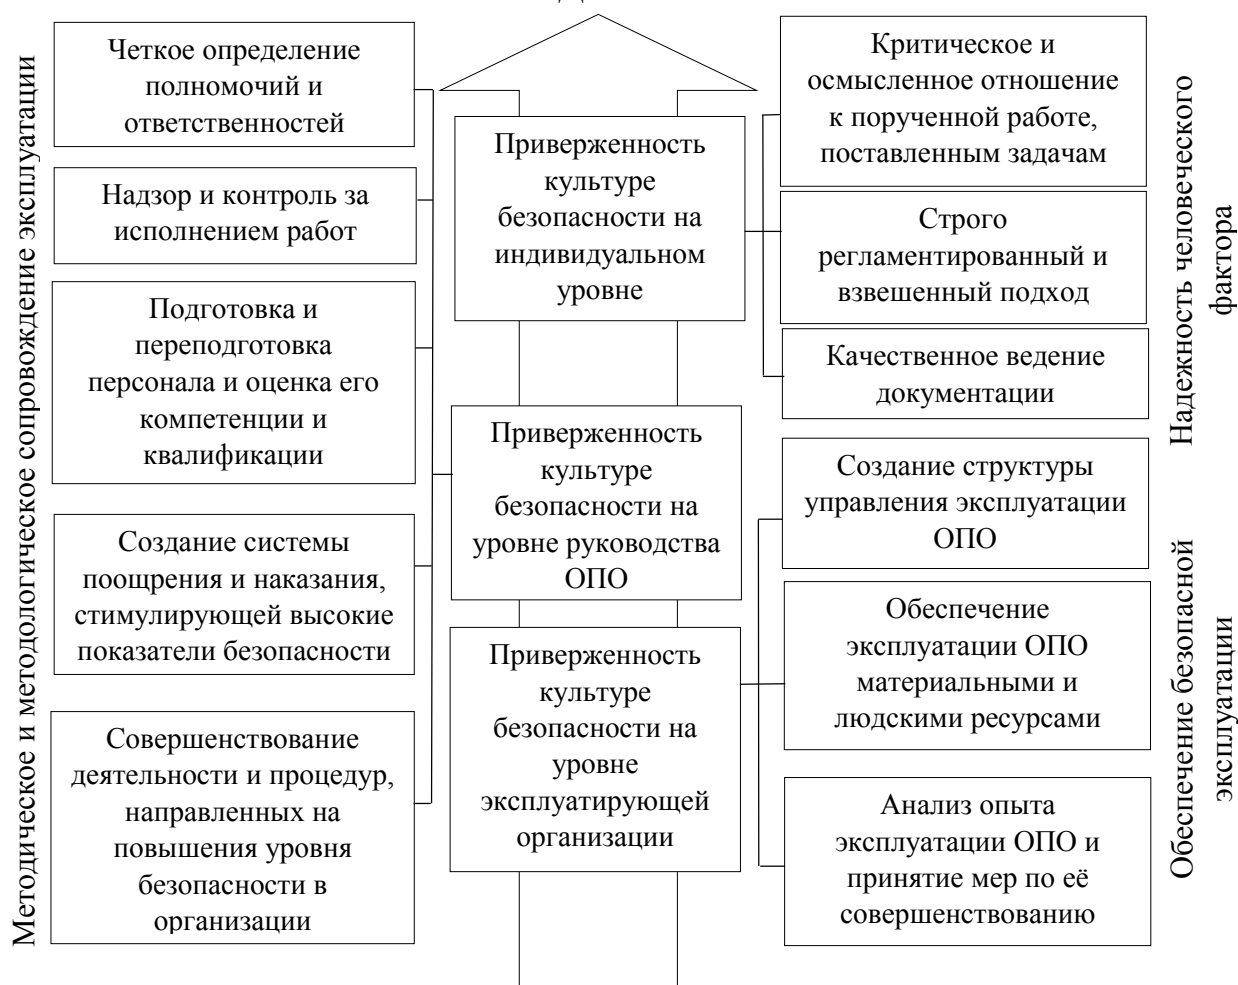 Методическое и методологическое сопровождение эксплуатации
Четкое определение
полномочий и
ответственностей
Надзор и контроль за
исполнением работ
Подготовка и
переподготовка
персонала и оценка его
компетенции и
квалификации
Создание системы
поощрения и наказания,
стимулирующей высокие
показатели безопасности
Совершенствование
деятельности и процедур,
направленных на
повышения уровня
безопасности в
организации
Приверженность
культуре
безопасности на
индивидуальном
уровне
Приверженность
культуре
безопасности на
уровне руководства
ОПО
Приверженность
культуре
безопасности на
уровне
эксплуатирующей
организации
Критическое и
осмысленное отношение
к порученной работе,
поставленным задачам
Строго
регламентированный и
взвешенный подход
Качественное ведение
документации
Создание структуры
управления эксплуатации
ОПО
Обеспечение
эксплуатации ОПО
материальными и
людскими ресурсами
Анализ опыта
эксплуатации ОПО и
принятие мер по её
совершенствованию
Надежность человеческого
фактора
Обеспечение безопасной
эксплуатации